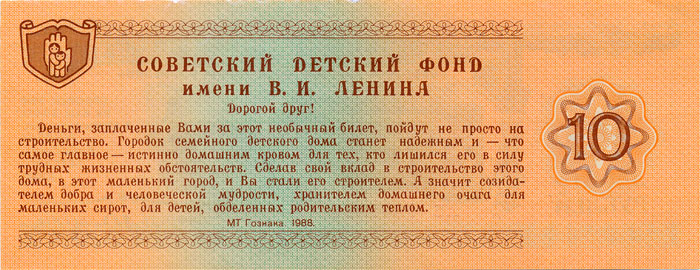 СОВЕТСКИЙ ДЕТСКИЙ ФОНД
имени В. И. ЛЕНИНА
Дорогой друг!
Деньги, заплаченные Вами за этот необычный билет, пойдут не просто на
строительство. Городок семейного детского дома станет надежным и — что
самое главное — истинно домашним кровом для тех, кто лишился его в силу
трудных жизненных обстоятельств. Сделав свой вклад в строительство этого
дома, в этот маленький город, и Вы стали его строителем. А значит созида-
телем добра и человеческой мудрости, хранителем домашнего очага для
маленьких сирот, для детей, обделенных родительским теплом.
МТ Гознака. 1988.
10